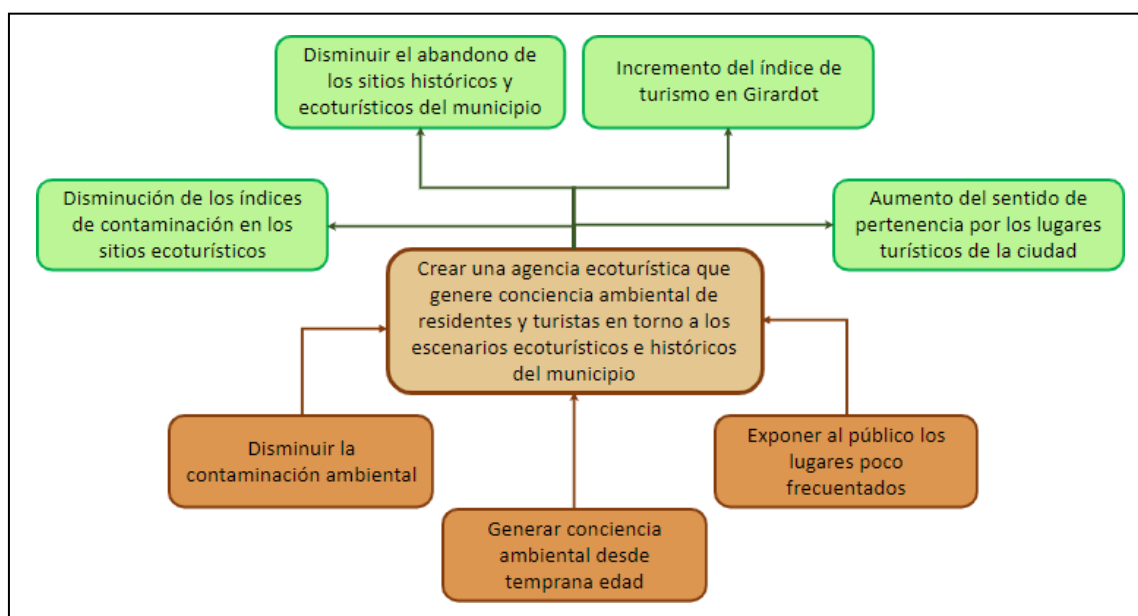 Disminuir el abandono de
los sitios históricos y
ecoturísticos del municipio
Incremento del índice de
turismo en Girardot
Disminución de los índices
de contaminación en los
sitios ecoturísticos
Aumento del sentido de
pertenencia por los lugares
turísticos de la ciudad
Crear una agencia ecoturística que
genere conciencia ambiental de
residentes y turistas en torno a los
escenarios ecoturísticos e históricos
del municipio
Disminuir la
contaminación ambiental
Exponer al público los
lugares poco
frecuentados
Generar conciencia
ambiental desde
temprana edad